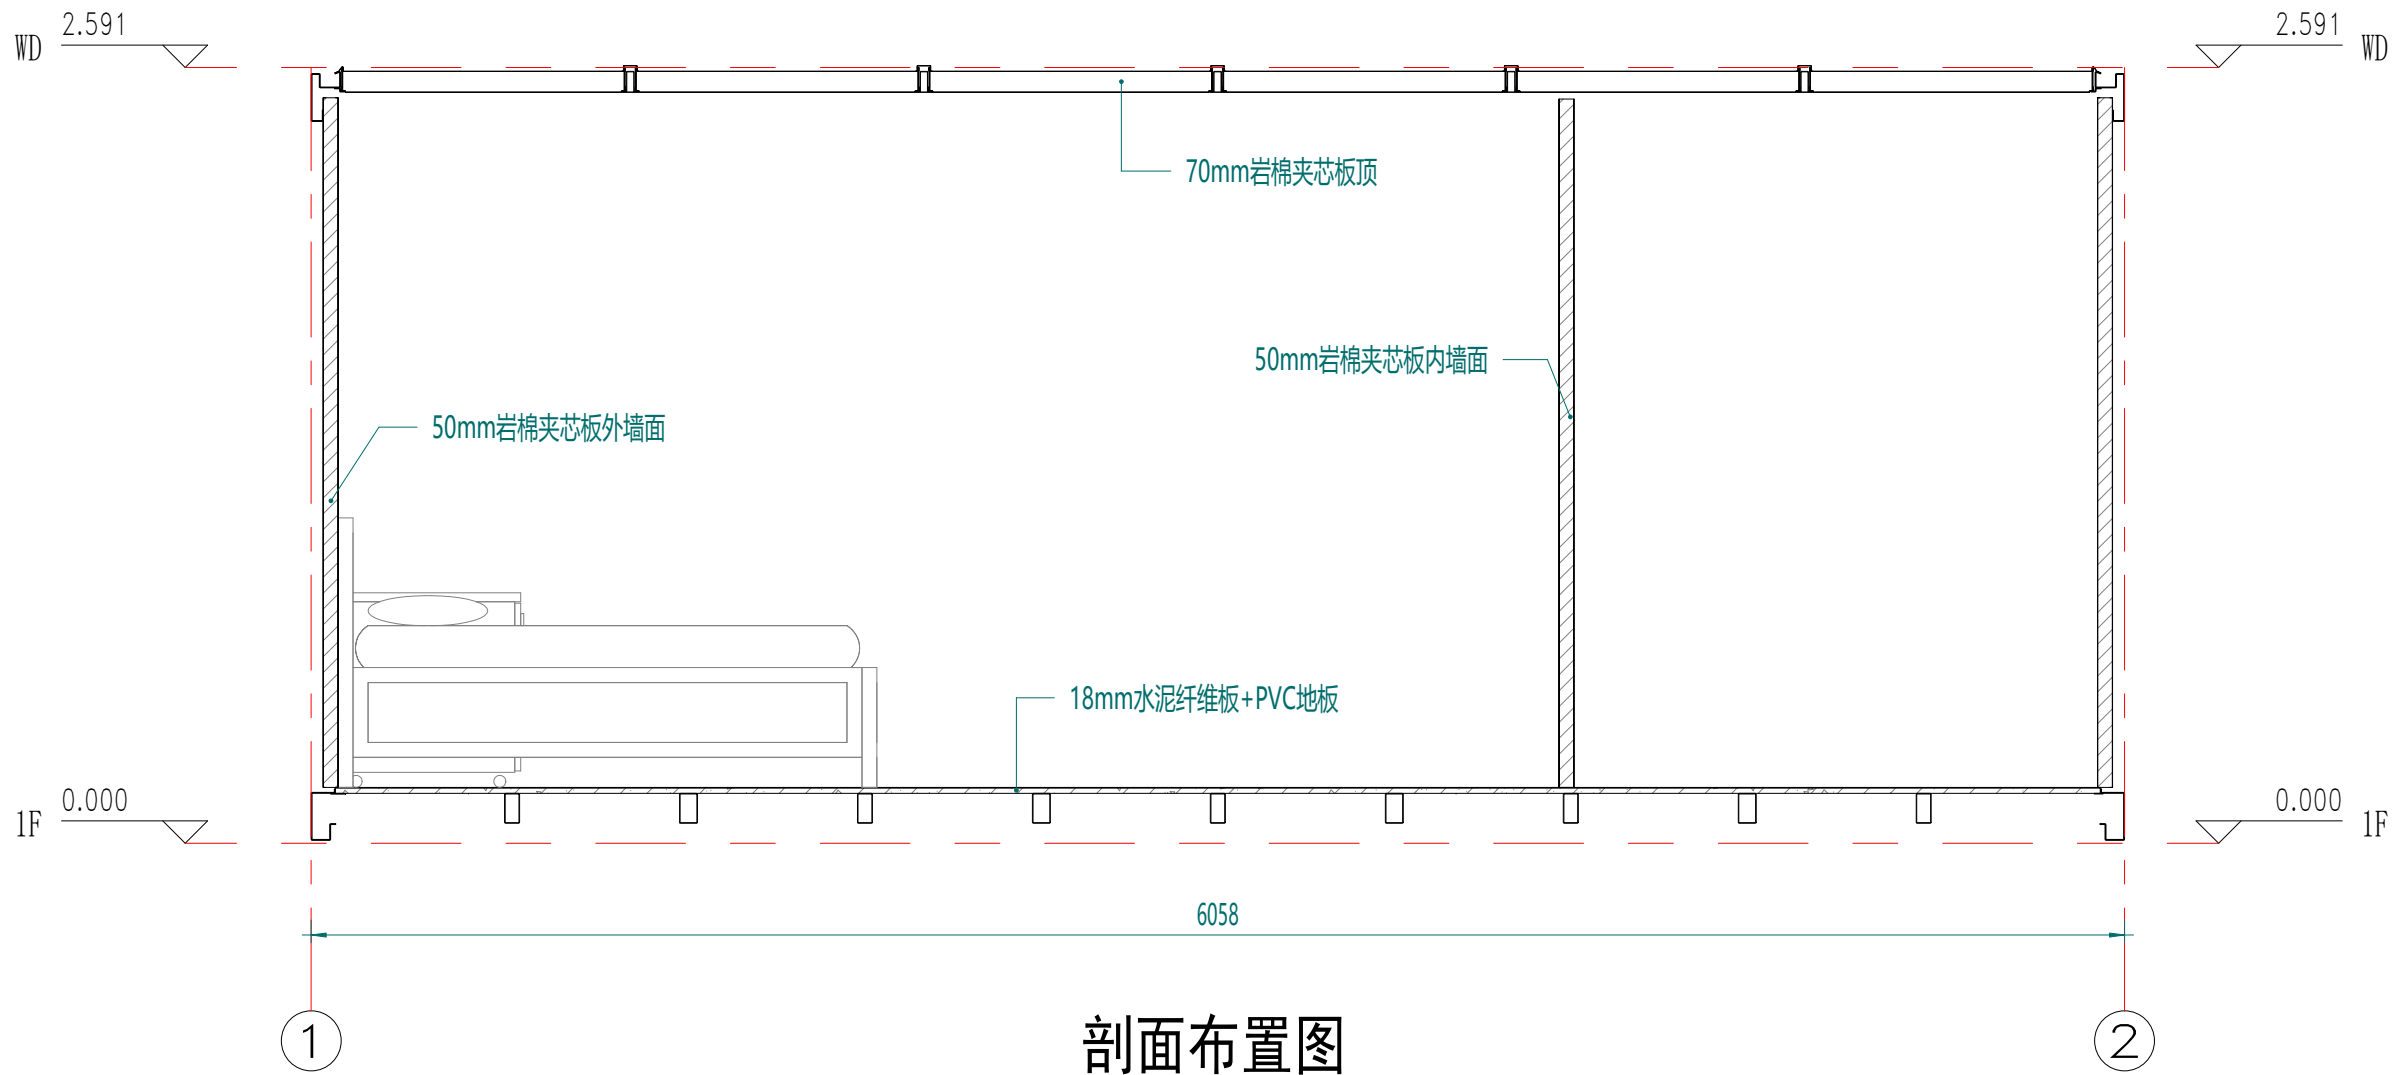 2.591
WD
2.591
WD
70mm岩棉夹芯板顶
50mm岩棉夹芯板内墙面
50mm岩棉夹芯板外墙面
18mm水泥纤维板+PVC地板
0.000
1F
0.000
1F
6058
1
2
剖面布置图